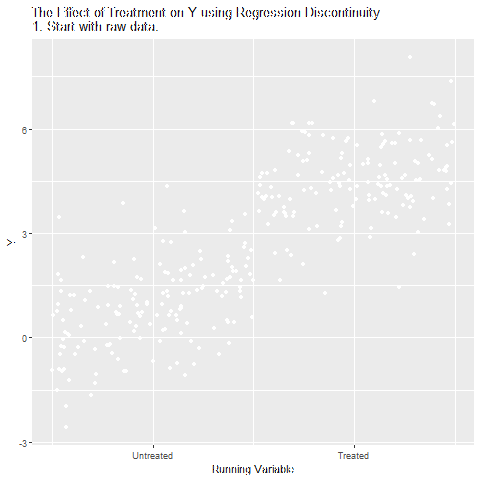 The Effect of Treatment on Y using Regression Discontinuity
1. Start with raw data.
6
3
0
-3
Y
Untreated Treated
Running Variable